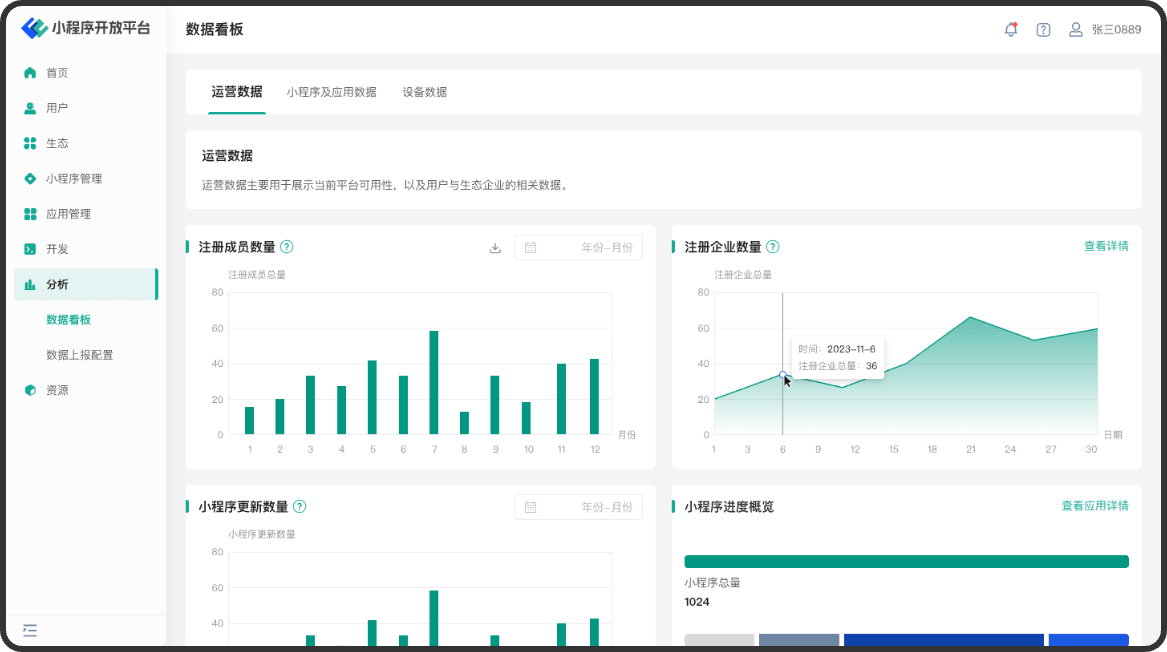 小程序开放平台
数据看板
张三0889
首页
用户
生态
小程序管理
应用管理
开发
分析
数据看板
数据上报配置
资源
运营数据 小程序及应用数据 设备数据
运营数据
运营数据主要用于展示当前平台可用性，以及用户与生态企业的相关数据。
注册成员数量 ?
年份-月份
注册成员总量
80
60
40
20
0
1 2 3 4 5 6 7 8 9 10 11 12
月份
注册企业数量 ?
查看详情
注册企业总量
80
60
40
20
0
时间： 2023-11-6
注册企业总量： 36
1 3 6 9 12 15 18 21 24 27 30
日期
小程序更新数量 ?
年份-月份
小程序更新数量
80
60
40
小程序进度概览
查看应用详情
小程序总量
1024